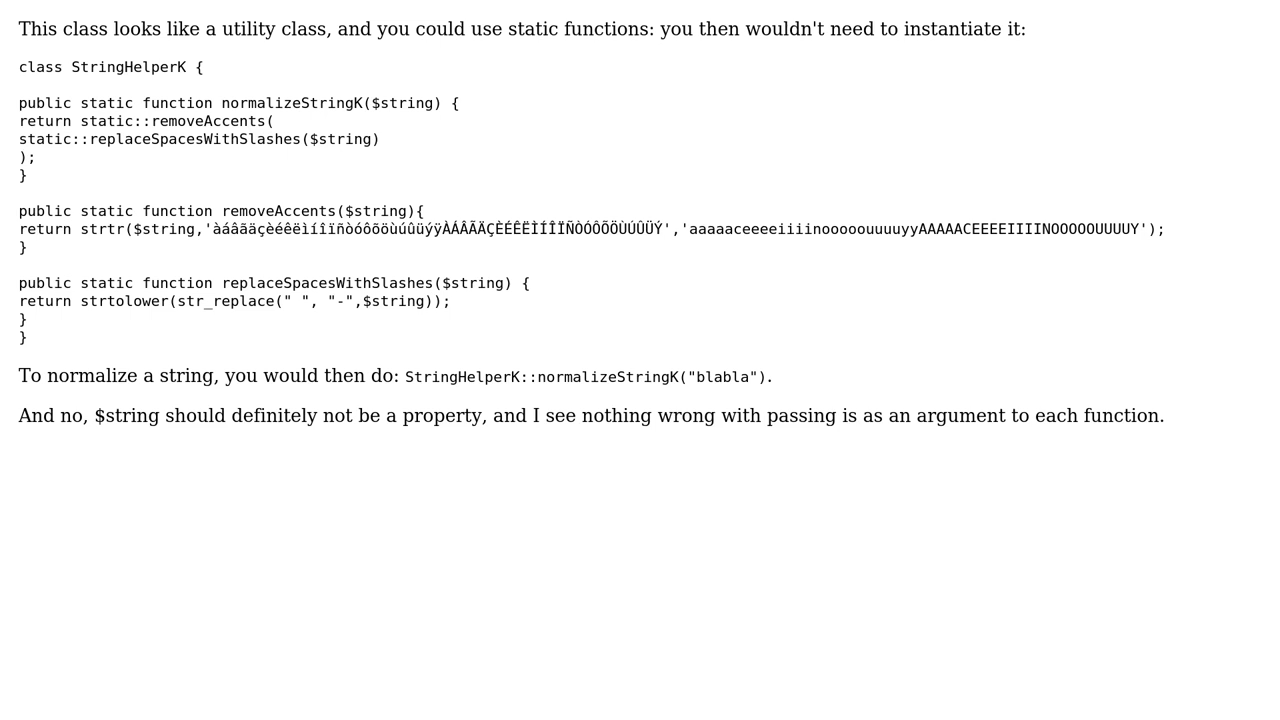 This class looks like a utility class, and you could use static functions: you then wouldn't need to instantiate it:
class StringHelperK {
public static function normalizeStringK($string) {
return static::removeAccents(
static::replaceSpacesWithSlashes($string)
);
}
public static function removeAccents($string){
return strtr($string,'àáâãäçèéêëìíîïñòóôõöùúûüýÿÀÁÂÃÄÇÈÉÊËÌÍÎÏÑÒÓÔÕÖÙÚÛÜÝ','aaaaaceeeeiiiinooooouuuuyyAAAAACEEEEIIIINOOOOOUUUUY');
}
public static function replaceSpacesWithSlashes($string) {
return strtolower(str_replace(" ", "-",$string));
}
}
To normalize a string, you would then do: StringHelperK::normalizeStringK("blabla").
And no, $string should definitely not be a property, and I see nothing wrong with passing is as an argument to each function.